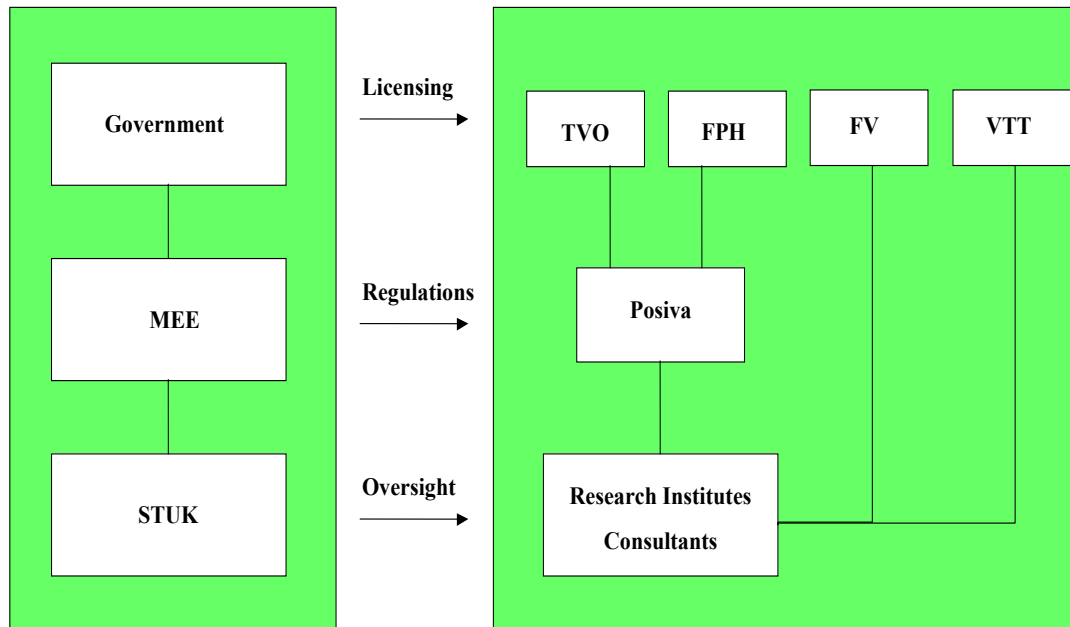 Government
MEE
STUK
Licensing
Regulations
Oversight
TVO
FPH
FV
VTT
Posiva
Research Institutes
Consultants